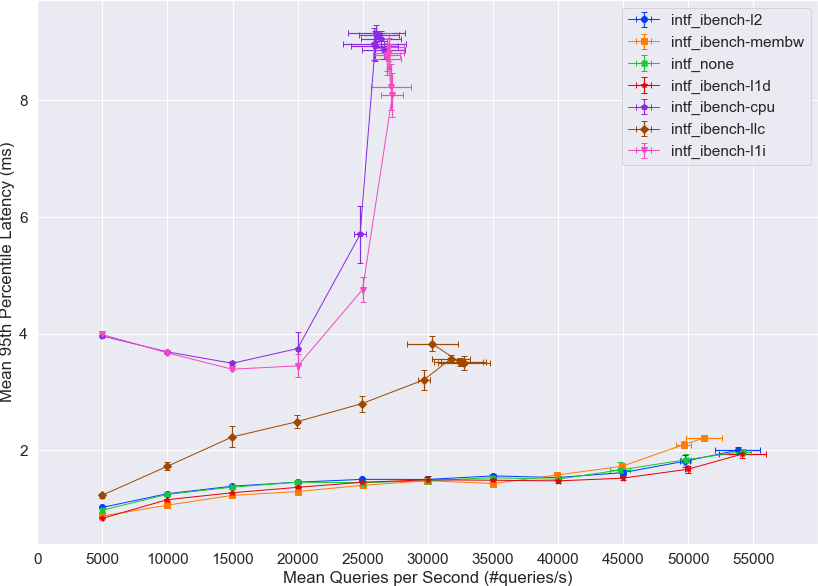 intf_ibench-l2
intf_ibench-membw
intf_none
intf_ibench-l1d
intf_ibench-cpu
intf_ibench-llc
intf_ibench-l1i
Mean 95th Percentile Latency (ms)
8
6
4
2
0 5000 10000 15000 20000 25000 30000 35000 40000 45000 50000 55000
Mean Queries per Second (#queries/s)